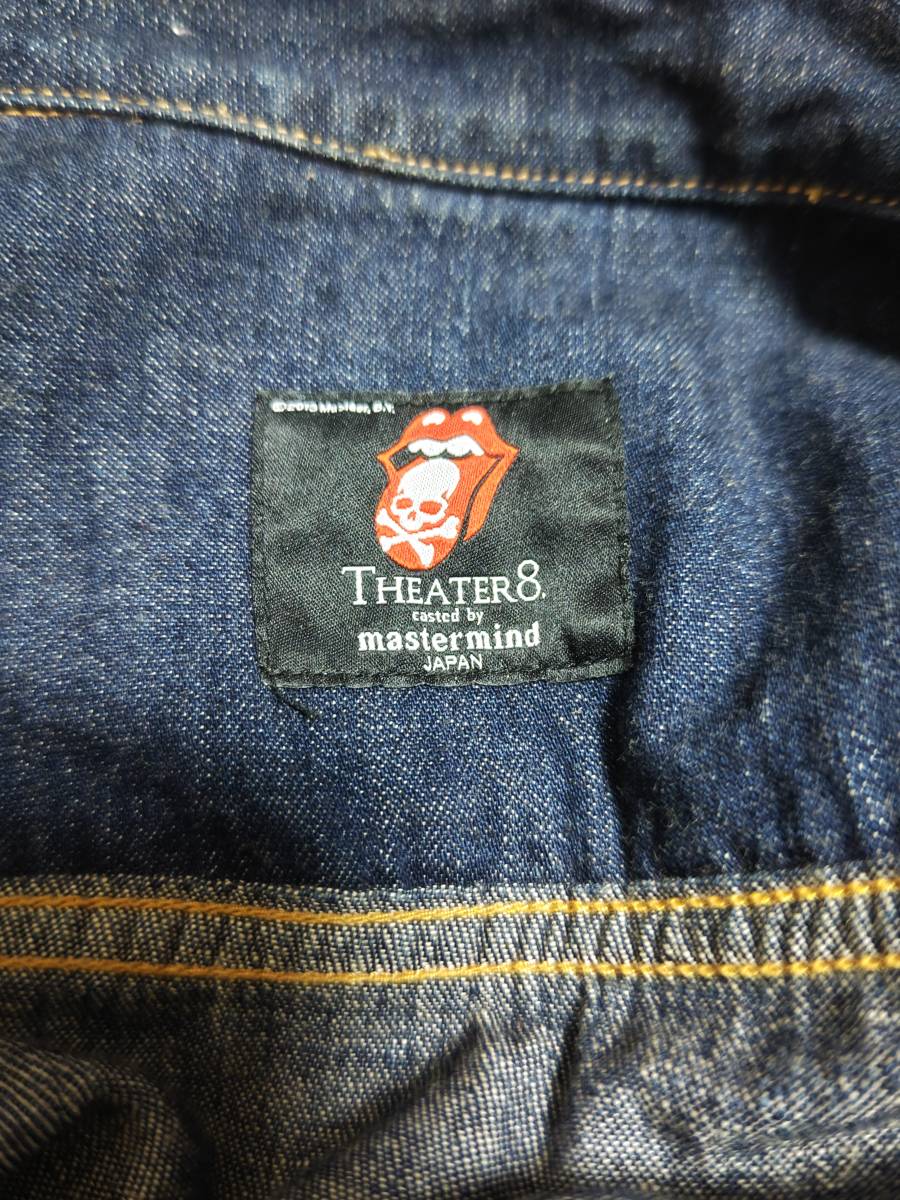 THEATER8.
casted by
mastermind
JAPAN